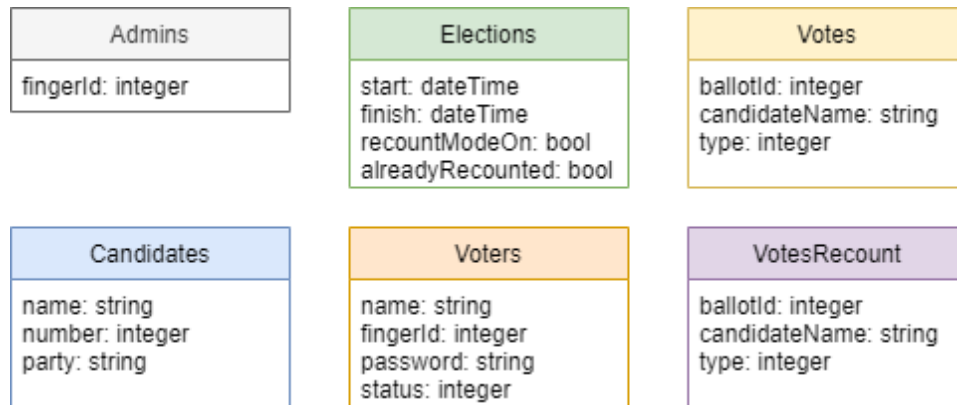 Admins
fingerId: integer
Elections
start: dateTime
finish: dateTime
recountModeOn: bool
alreadyRecounted: bool
Votes
ballotId: integer
candidateName: string
type: integer
Candidates
name: string
number: integer
party: string
Voters
name: string
fingerId: integer
password: string
status: integer
VotesRecount
ballotId: integer
candidateName: string
type: integer